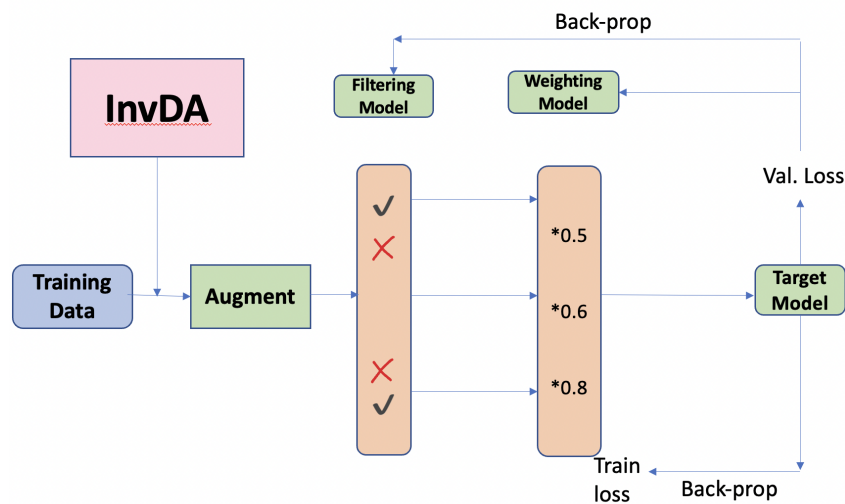 Back-prop
InvDA
Filtering
Model
Weighting
Model
Val. Loss
*0.5
Training
Data
Augment
*0.6
Target
Model
*0.8
Train
loss
Back-prop